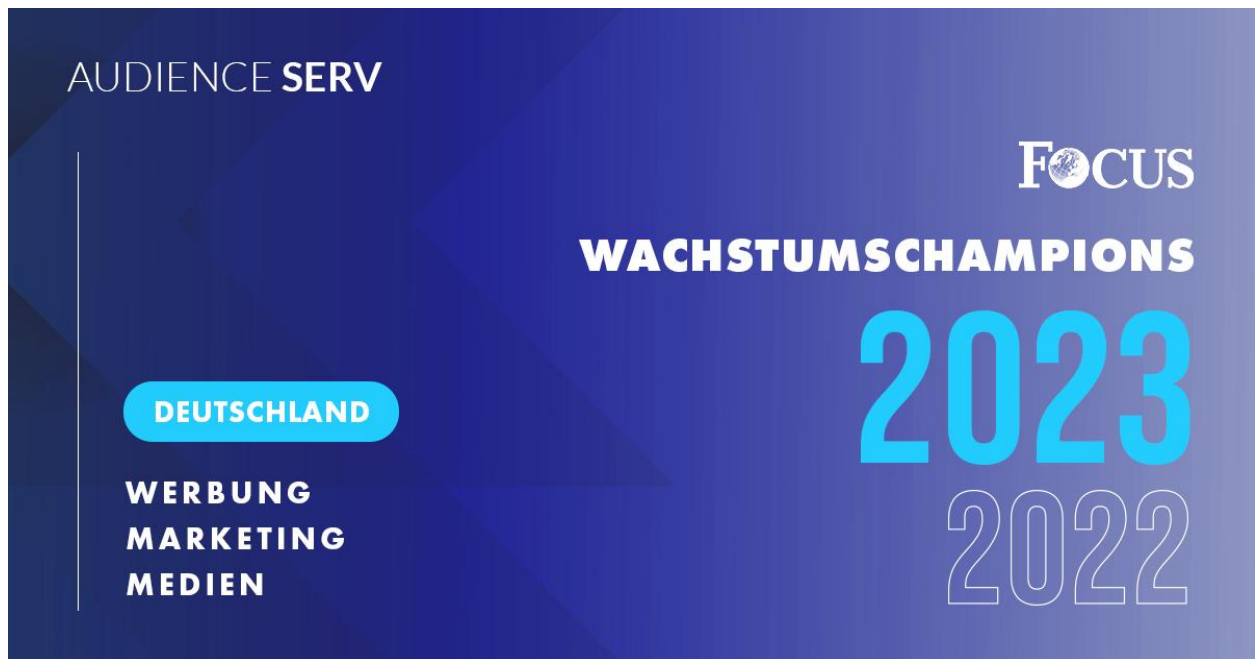 AUDIENCE SERV
FOCUS
WACHSTUMSCHAMPIONS
2023
2022
DEUTSCHLAND
WERBUNG
MARKETING
MEDIEN